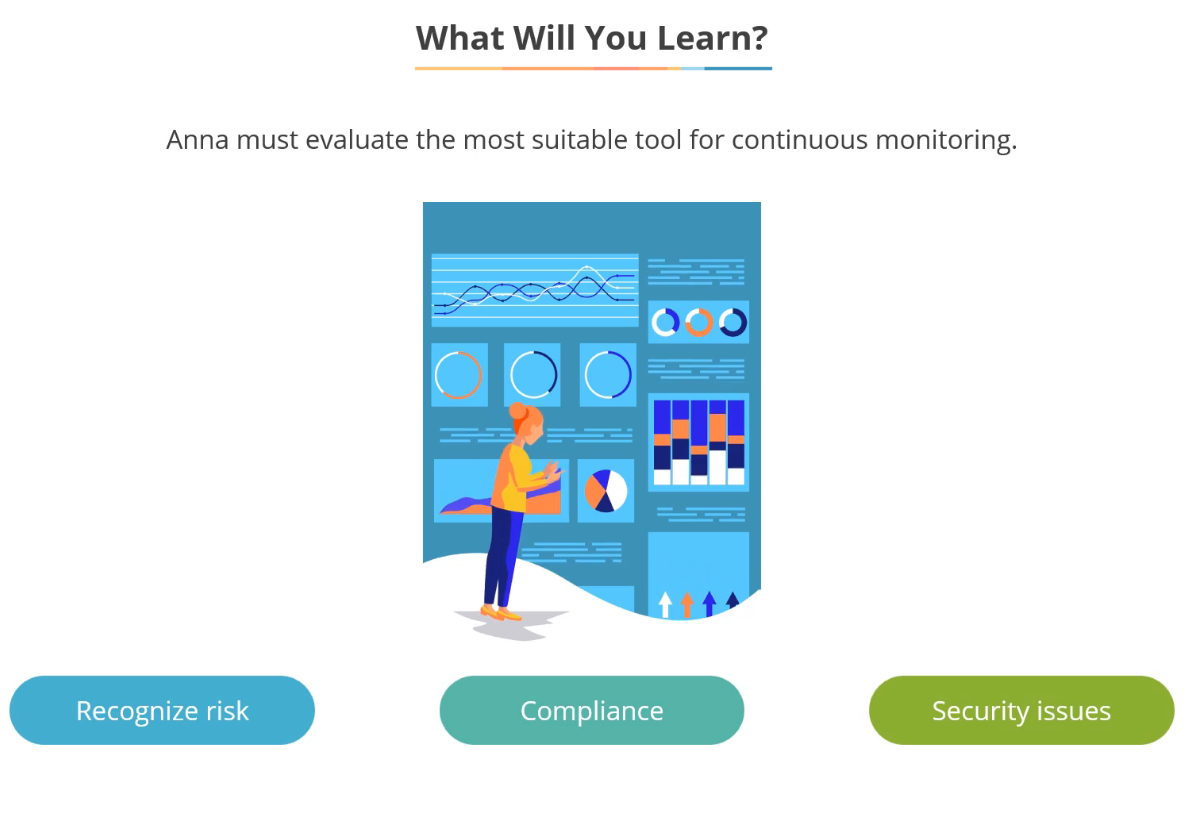 What Will You Learn?
Anna must evaluate the most suitable tool for continuous monitoring.
Recognize risk
Compliance
Security issues